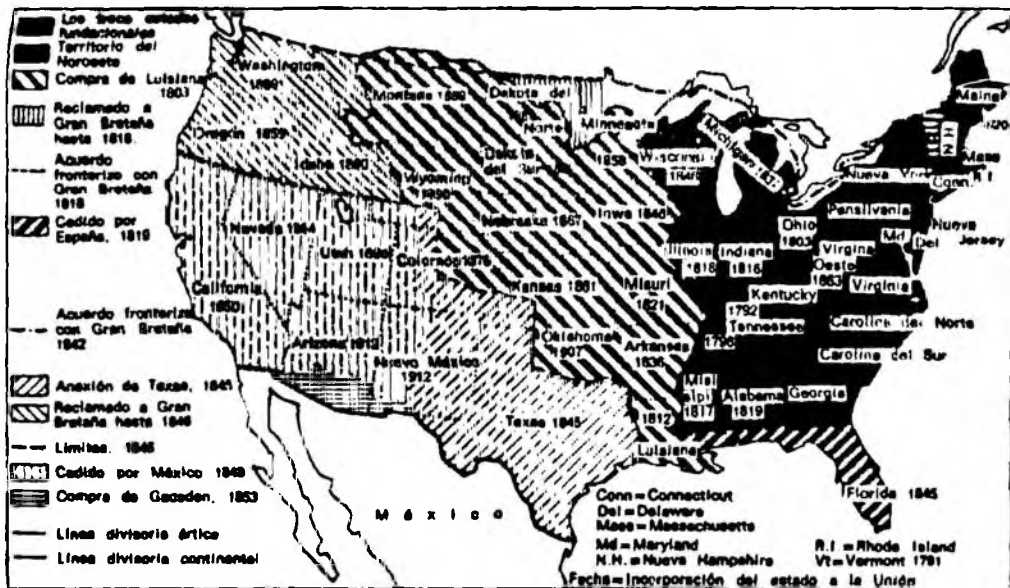 Los trece estados
fundacionales
Territorio del
Noroeste
Compra de Luisiana
1803
Reclamado a
Gran Bretaña
hasta 1818.
Acuerdo
fronterizo con
Gran Bretaña
1818
Cedido por
España, 1819
Acuerdo fronterizo
con Gran Bretaña
1842
Anexión de Texas, 1845
Reclamado a Gran
Bretaña hasta 1846
Límites, 1846
Cedido por México 1848
Compra de Gadsden, 1853
Línea divisoria ártica
Línea divisoria continental
Washington
1889
Oregón 1859
Idaho 1890
Montana 1889
Dakota del
Norte
Dakota
del Sur
Wyoming
1890
Nebraska 1867
Nevada 1864
Utah 1896
Colorado 1876
Kansas 1861
California
1850
Arizona 1912
Nuevo México
1912
Oklahoma
1907
Texas 1845
Minnesota
1858
Iowa 1846
Misuri
1821
Arkansas
1836
1812
Luisiana
Wisconsin
1848
Michigan 1837
Illinois
1818
Indiana
1816
Ohio
1803
Kentucky
1792
Tennessee
1796
Misi
sipi
1817
Alabama
1819
Georgia
Florida 1845
Carolina del Sur
Carolina del Norte
Virginia
Virginia
Oeste
1863
Pensilvania
Md.
Del
Nueva
Jersey
Nueva York
Conn.
R.I.
Mass
N.H.
Maine
México
Conn=Connecticut
Del=Delaware
Mass=Massachusetts
Md=Maryland
N.H.=Nueva Hampshire
R.I.=Rhode Island
Vt=Vermont 1791
Fecha=Incorporación del estado a la Unión